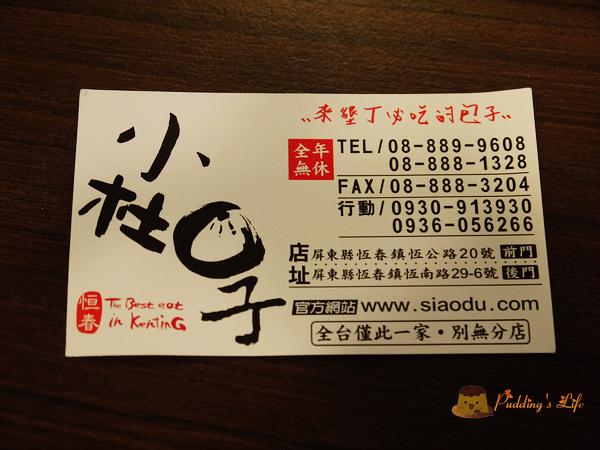 來墾丁必吃的包子
小杜包子
恒春
The Best eat
in KentinG
全年
無休
TEL/08-889-9608
08-888-1328
FAX/08-888-3204
行動/0930-913930
0936-056266
店址
屏東縣恆春鎮恆公路20號 前門
屏東縣恆春鎮恆南路29-6號 後門
官方網站 www.siaodu.com
全台僅此一家·別無分店
Pudding's Life